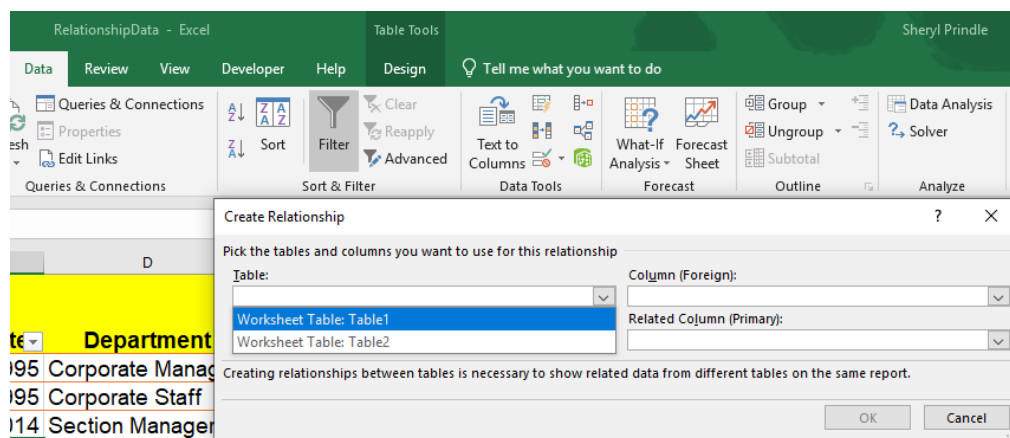 RelationshipData - Excel Table Tools Sheryl Prindle
Data Review View Developer Help Design Tell me what you want to do
Queries & Connections
Properties
esh
Edit Links
Queries & Connections
Sort
Filter
Clear
Reapply
Advanced
Sort & Filter
Text to
Columns
Data Tools
What-If
Analysis
Forecast
Sheet
Forecast
Group
Ungroup
Subtotal
Outline
Data Analysis
Solver
Analyze
Create Relationship ? X
Pick the tables and columns you want to use for this relationship
Table: Column (Foreign):
Worksheet Table: Table1
Worksheet Table: Table2
Related Column (Primary):
Creating relationships between tables is necessary to show related data from different tables on the same report.
OK Cancel
D
te Department
995 Corporate Manag
995 Corporate Staff
014 Section Manager